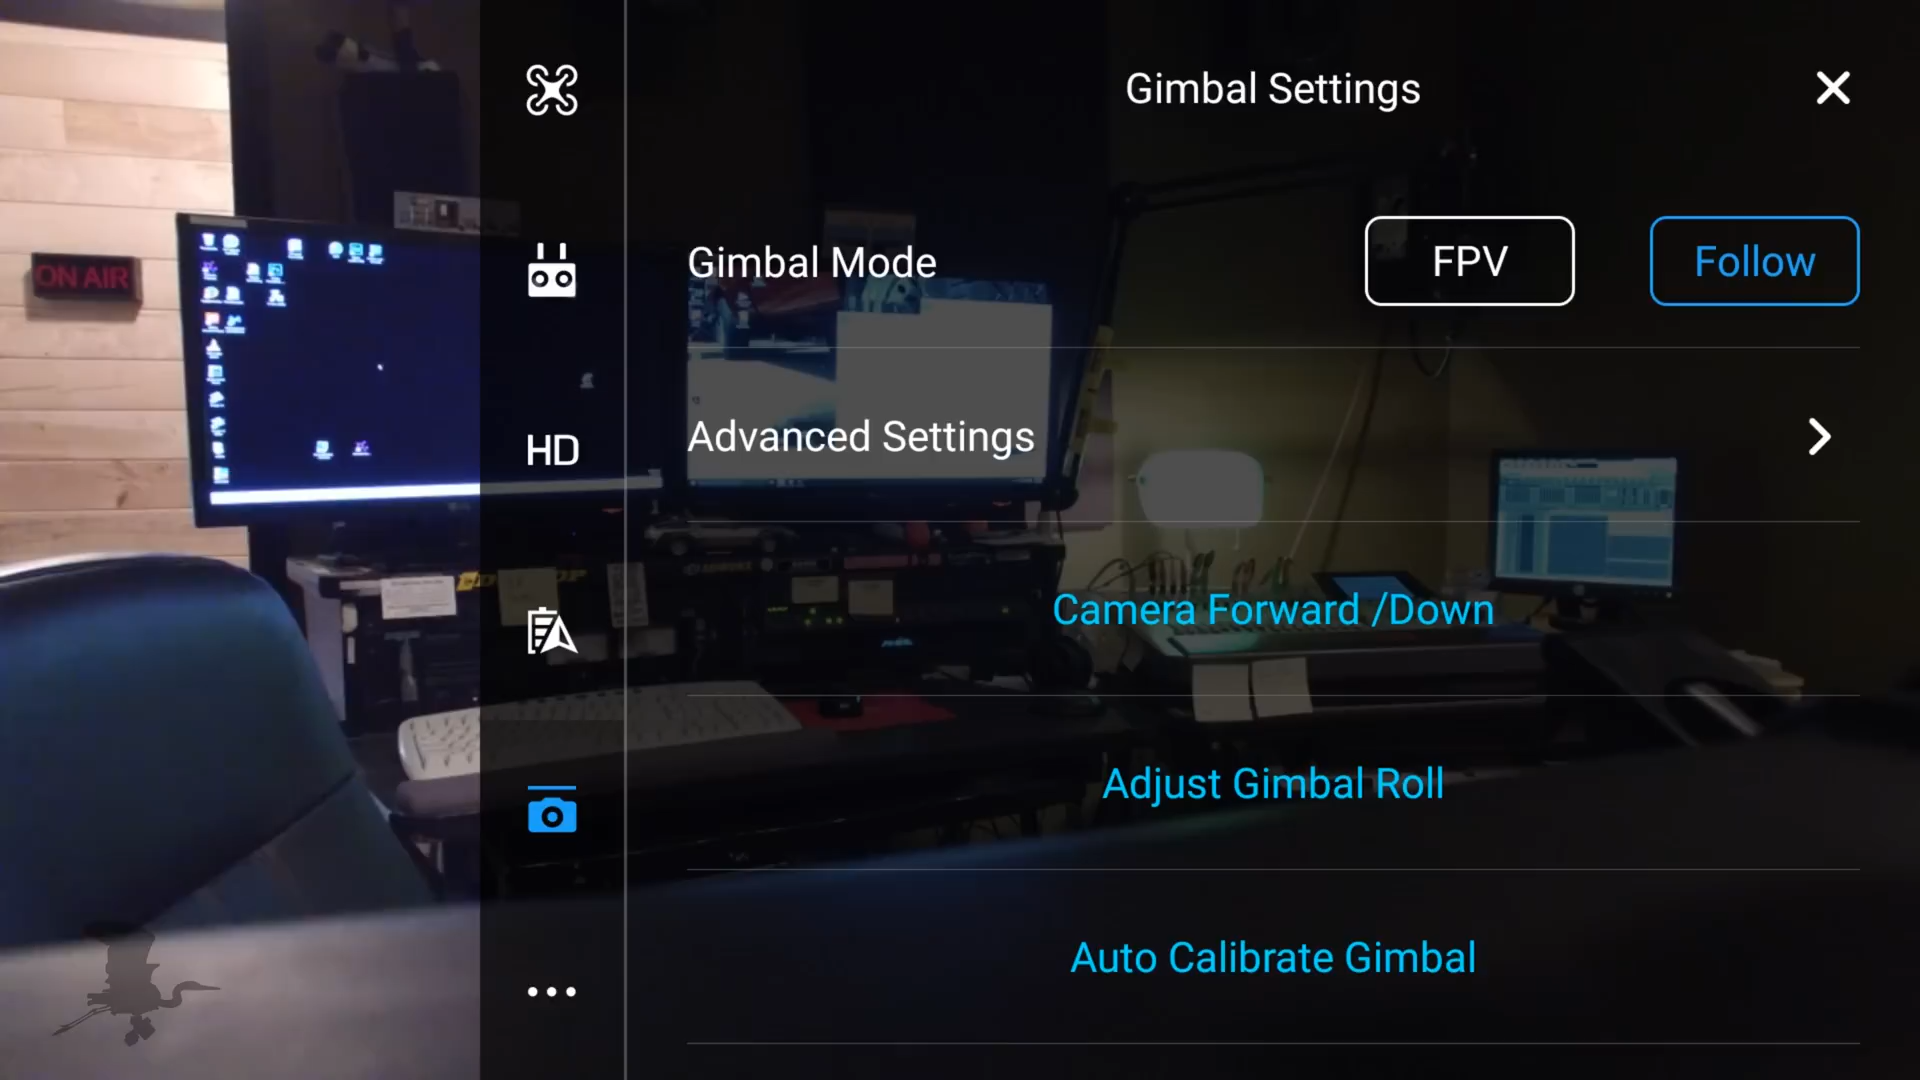 Gimbal Settings
ON AIR
Gimbal Mode
FPV
Follow
HD
Advanced Settings
Camera Forward /Down
Adjust Gimbal Roll
Auto Calibrate Gimbal